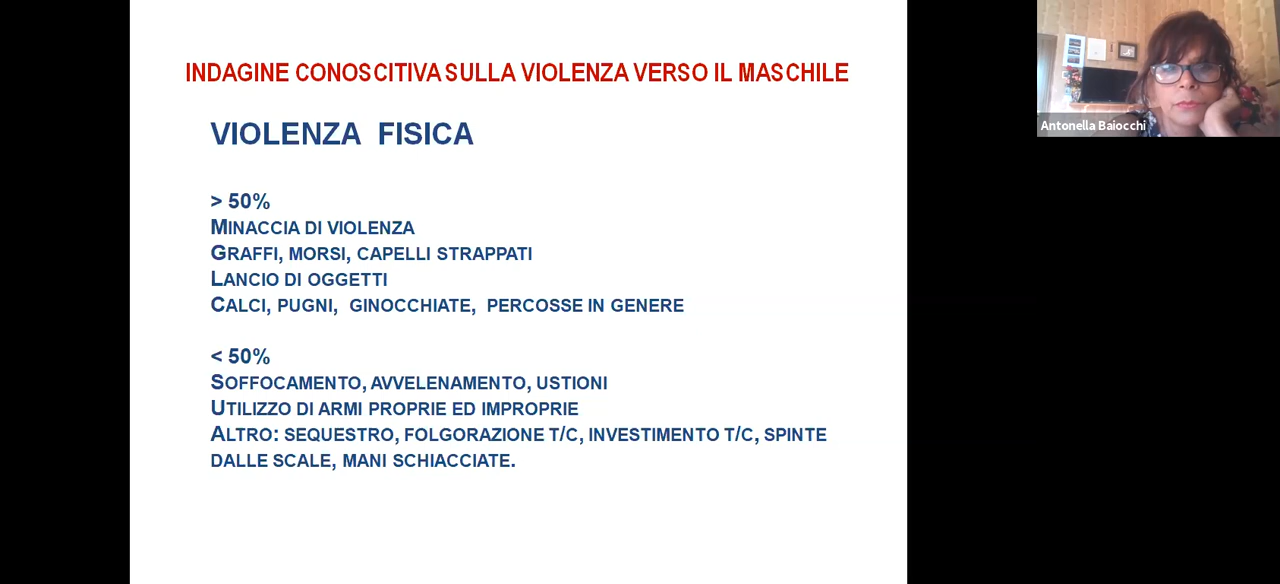 INDAGINE CONOSCITIVA SULLA VIOLENZA VERSO IL MASCHILE
VIOLENZA FISICA
> 50%
MINACCIA DI VIOLENZA
GRAFFI, MORSI, CAPELLI STRAPPATI
LANCIO DI OGGETTI
CALCI, PUGNI, GINOCCHIATE, PERCOSSE IN GENERE
< 50%
SOFFOCAMENTO, AVVELENAMENTO, USTIONI
UTILIZZO DI ARMI PROPRIE ED IMPROPRIE
ALTRO: SEQUESTRO, FOLGORAZIONE T/C, INVESTIMENTO T/C, SPINTE
DALLE SCALE, MANI SCHIACCIATE.
Antonella Baiocchi